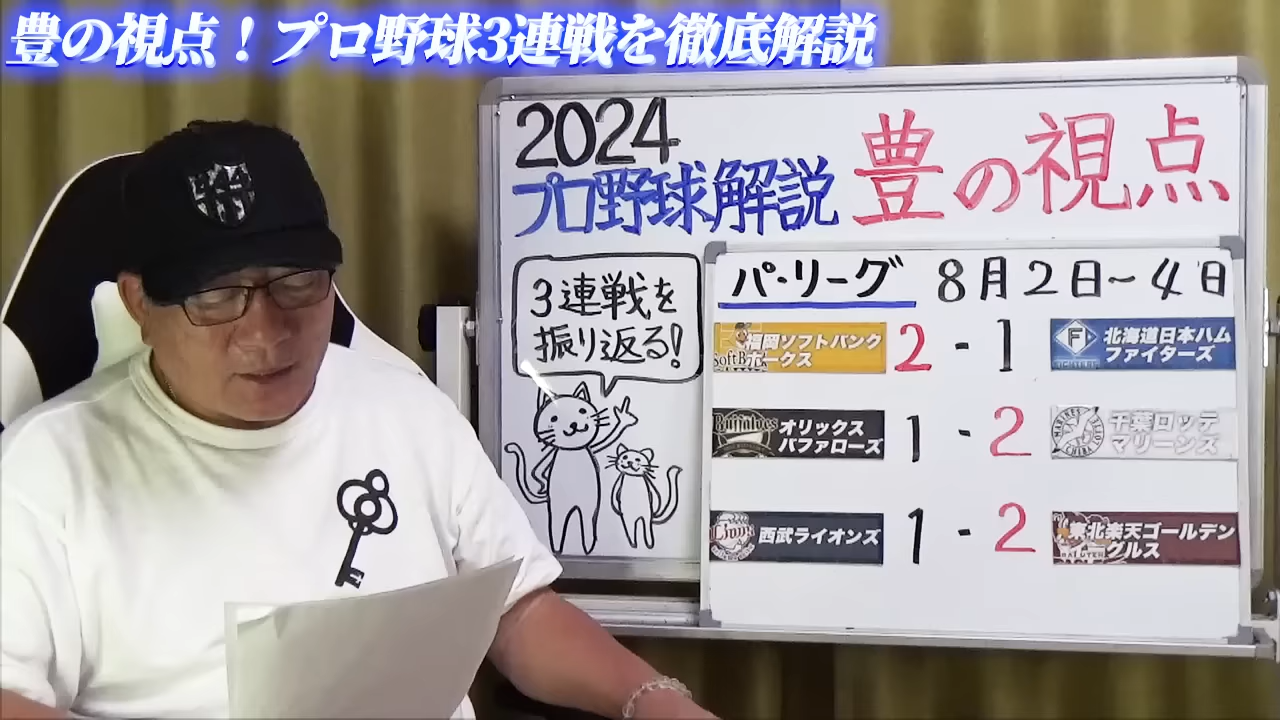 豊の視点！プロ野球3連戦を徹底解説
2024
プロ野球解説
豊の視点
3連戦を
振り返る!
パ・リーグ 8月2日~4日
福岡ソフトバンク
ホークス
SoftBank
2 - 1
北海道日本ハム
ファイターズ
FIGHTERS
Buffaloes
オリックス
バファローズ
1 - 2
MARINES
CHIBA
千葉ロッテ
マリーンズ
Lions
西武ライオンズ
1 - 2
東北楽天ゴールデン
イーグルス